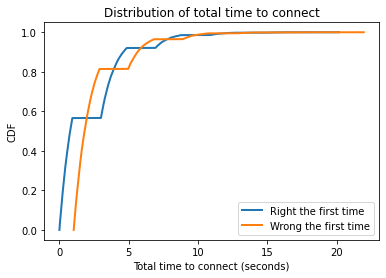 Distribution of total time to connect
1.0
0.8
0.6
0.4
0.2
0.0
CDF
Right the first time
Wrong the first time
0 5 10 15 20
Total time to connect (seconds)